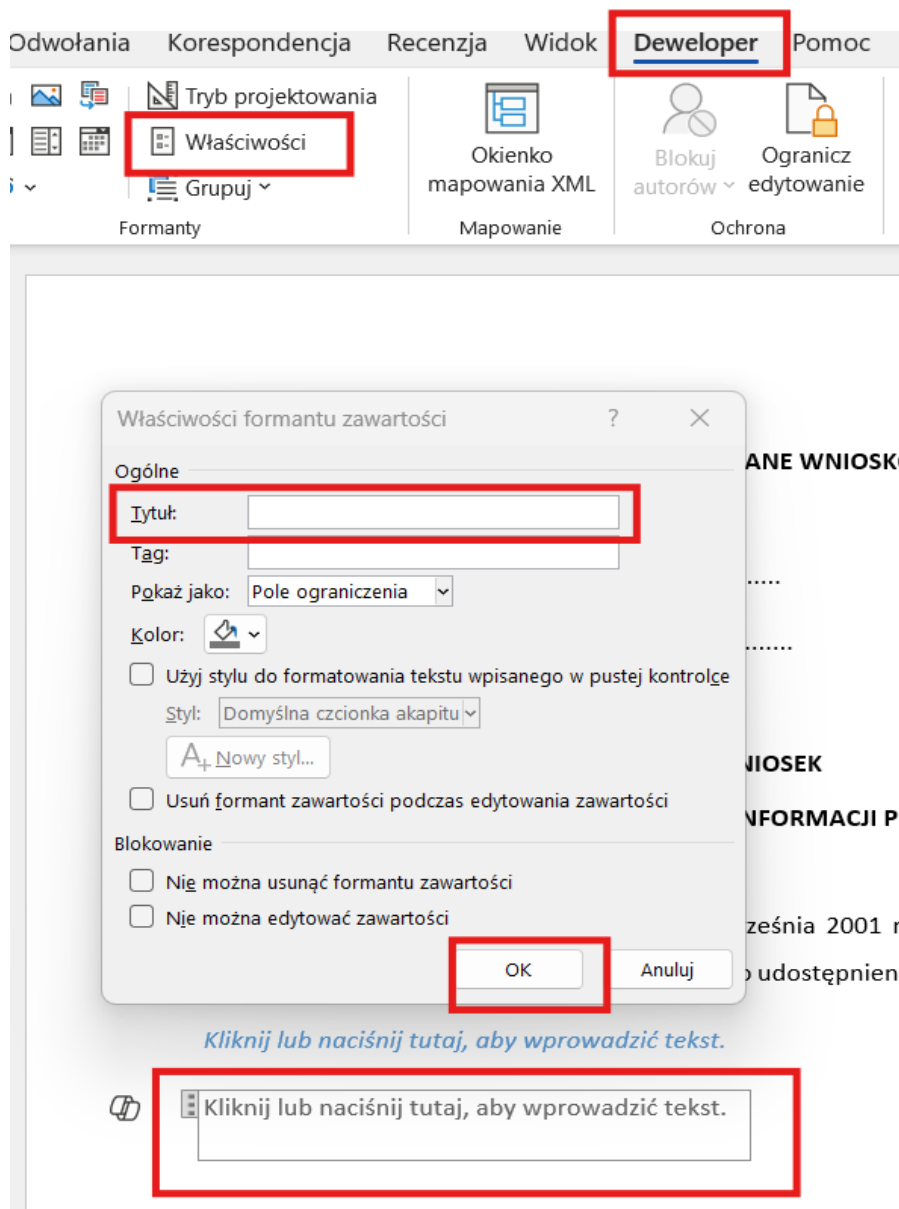 Odwołania Korespondencja Recenzja Widok Deweloper Pomoc
Tryb projektowania
Właściwości
Grupuj
Formanty
Okienko
mapowania XML
Mapowanie
Blokuj
autorów
Ogranicz
edytowanie
Ochrona
Właściwości formantu zawartości ? ×
Ogólne
Tytuł:
Tag:
Pokaż jako: Pole ograniczenia
Kolor:
Użyj stylu do formatowania tekstu wpisanego w pustej kontrolce
Styl: Domyślna czcionka akapitu
A+ Nowy styl...
Usuń formant zawartości podczas edytowania zawartości
Blokowanie
Nie można usunąć formantu zawartości
Nie można edytować zawartości
OK Anuluj
ANE WNIOSK
.....
.......
NIOSEK
NFORMACJI P
ześnia 2001 r
o udostępnien
Kliknij lub naciśnij tutaj, aby wprowadzić tekst.
Kliknij lub naciśnij tutaj, aby wprowadzić tekst.